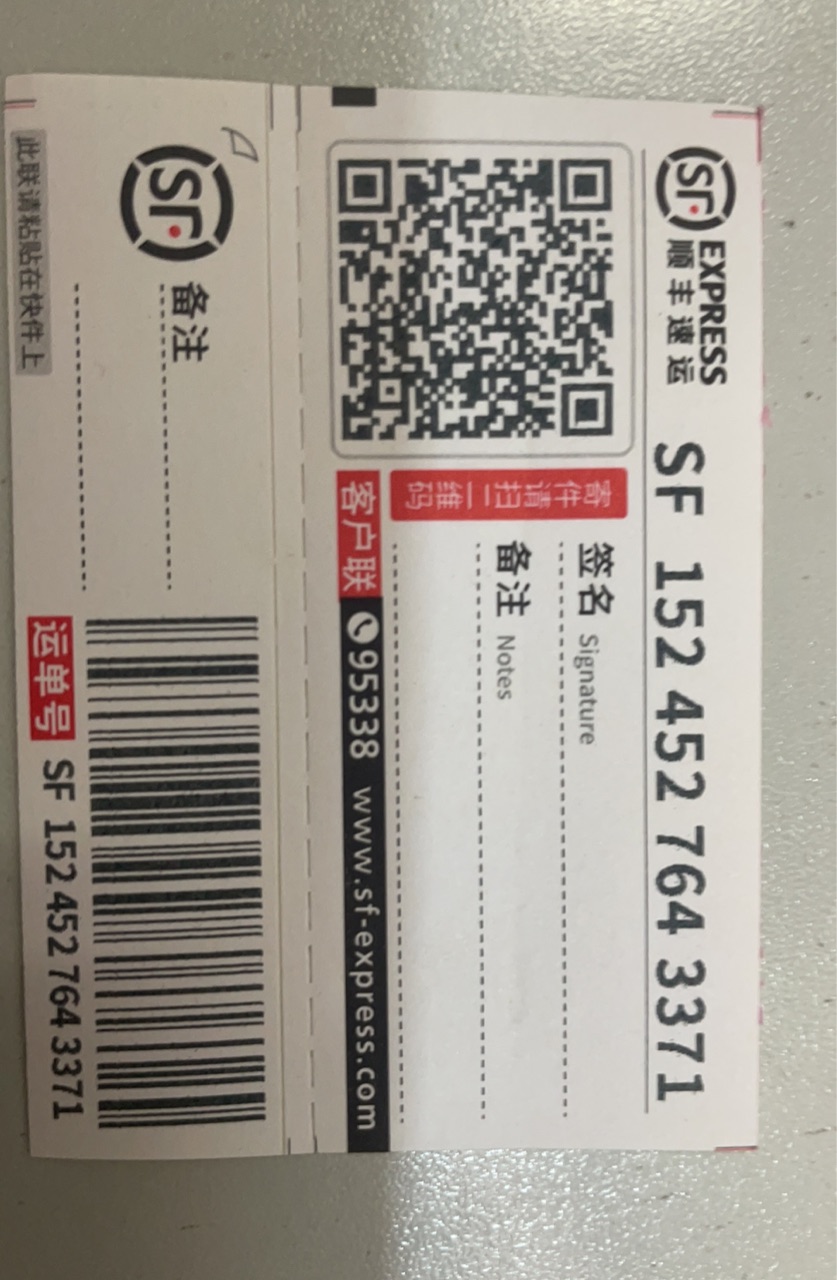 SF EXPRESS
顺丰速运
SF 152 452 764 3371
签名 Signature
备注 Notes
寄件请扫二维码
客户联 95338 www.sf-express.com
SF 备注
运单号 SF 152 452 764 3371
此联请粘贴在快件上